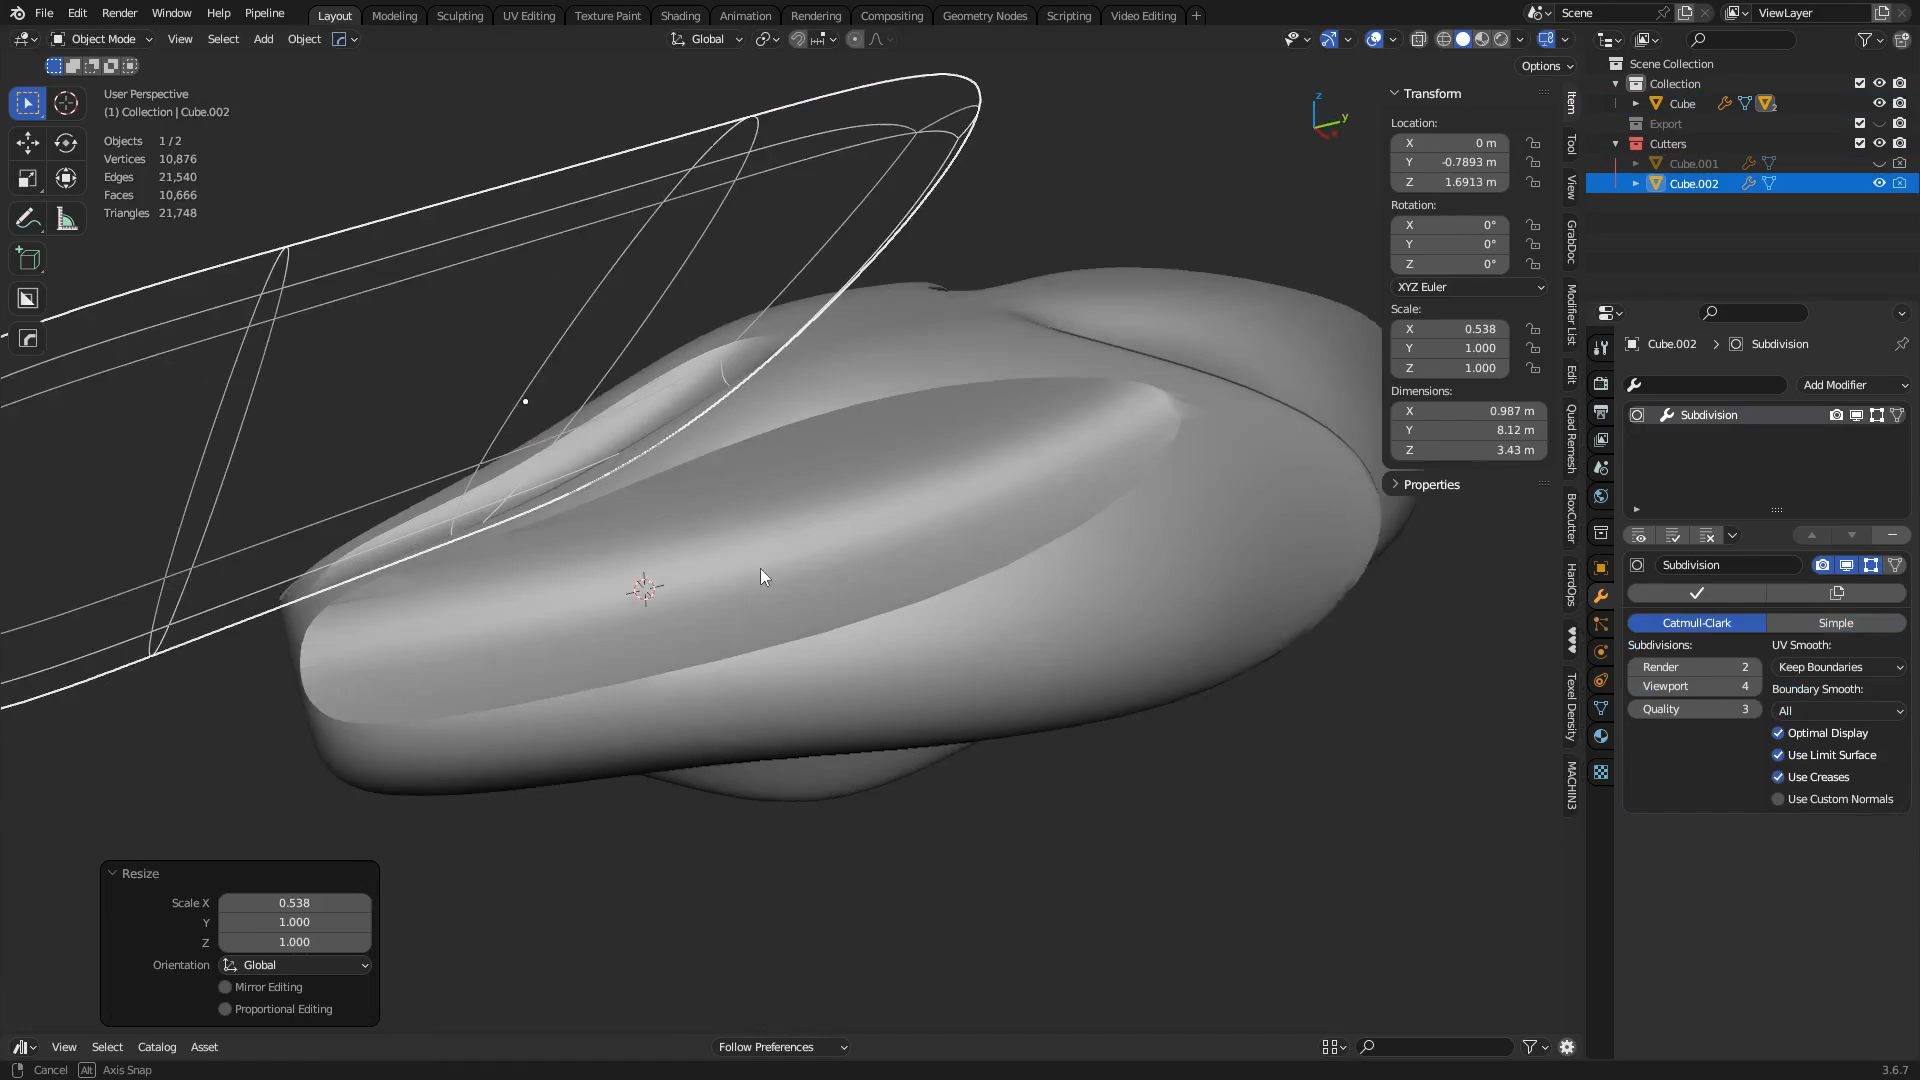 File Edit Render Window Help Pipeline Layout Modeling Sculpting UV Editing Texture Paint Shading Animation Rendering Compositing Geometry Nodes Scripting Video Editing + Scene ViewLayer
Object Mode View Select Add Object Global
Options
User Perspective
(1) Collection | Cube.002
Objects 1 / 2
Vertices 10,876
Edges 21,540
Faces 10,666
Triangles 21,748
z
y
Transform
Location:
X 0 m
Y -0.7893 m
Z 1.6913 m
Rotation:
X 0°
Y 0°
Z 0°
XYZ Euler
Scale:
X 0.538
Y 1.000
Z 1.000
Dimensions:
X 0.987 m
Y 8.12 m
Z 3.43 m
Properties
Item
Tool
View
GrabDoc
Modifier List
Edit
Quad Remesh
BoxCutter
HardOps
Texel Density
MACHIN3
Scene Collection
Collection
Cube 2
Export
Cutters
Cube.001
Cube.002
Cube.002 > Subdivision
Add Modifier
Subdivision
Subdivision
Catmull-Clark Simple
Subdivisions: UV Smooth:
Render 2 Keep Boundaries
Viewport 4 Boundary Smooth:
Quality 3 All
Optimal Display
Use Limit Surface
Use Creases
Use Custom Normals
Resize
Scale X 0.538
Y 1.000
Z 1.000
Orientation Global
Mirror Editing
Proportional Editing
View Select Catalog Asset Follow Preferences
Cancel Alt Axis Snap 3.6.7